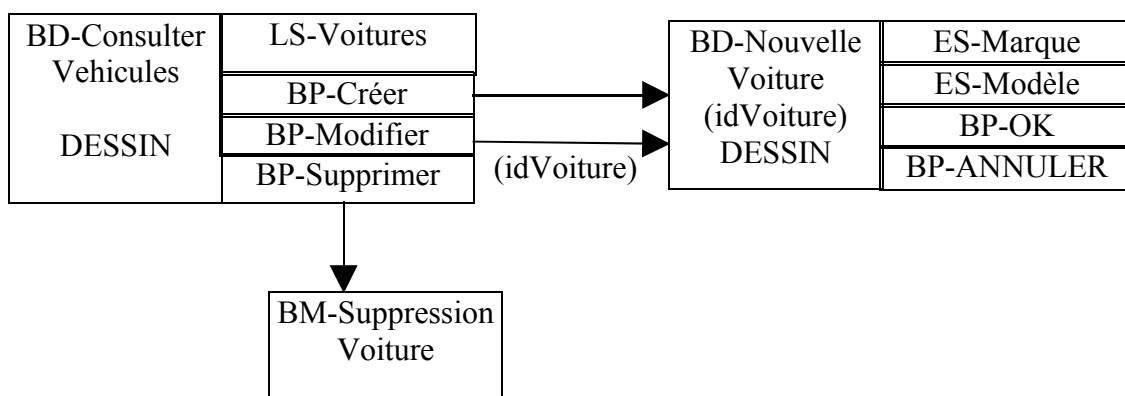 BD-Consulter
Vehicules
DESSIN
LS-Voitures
BP-Créer
BP-Modifier
BP-Supprimer
(idVoiture)
BD-Nouvelle
Voiture
(idVoiture)
DESSIN
ES-Marque
ES-Modèle
BP-OK
BP-ANNULER
BM-Suppression
Voiture